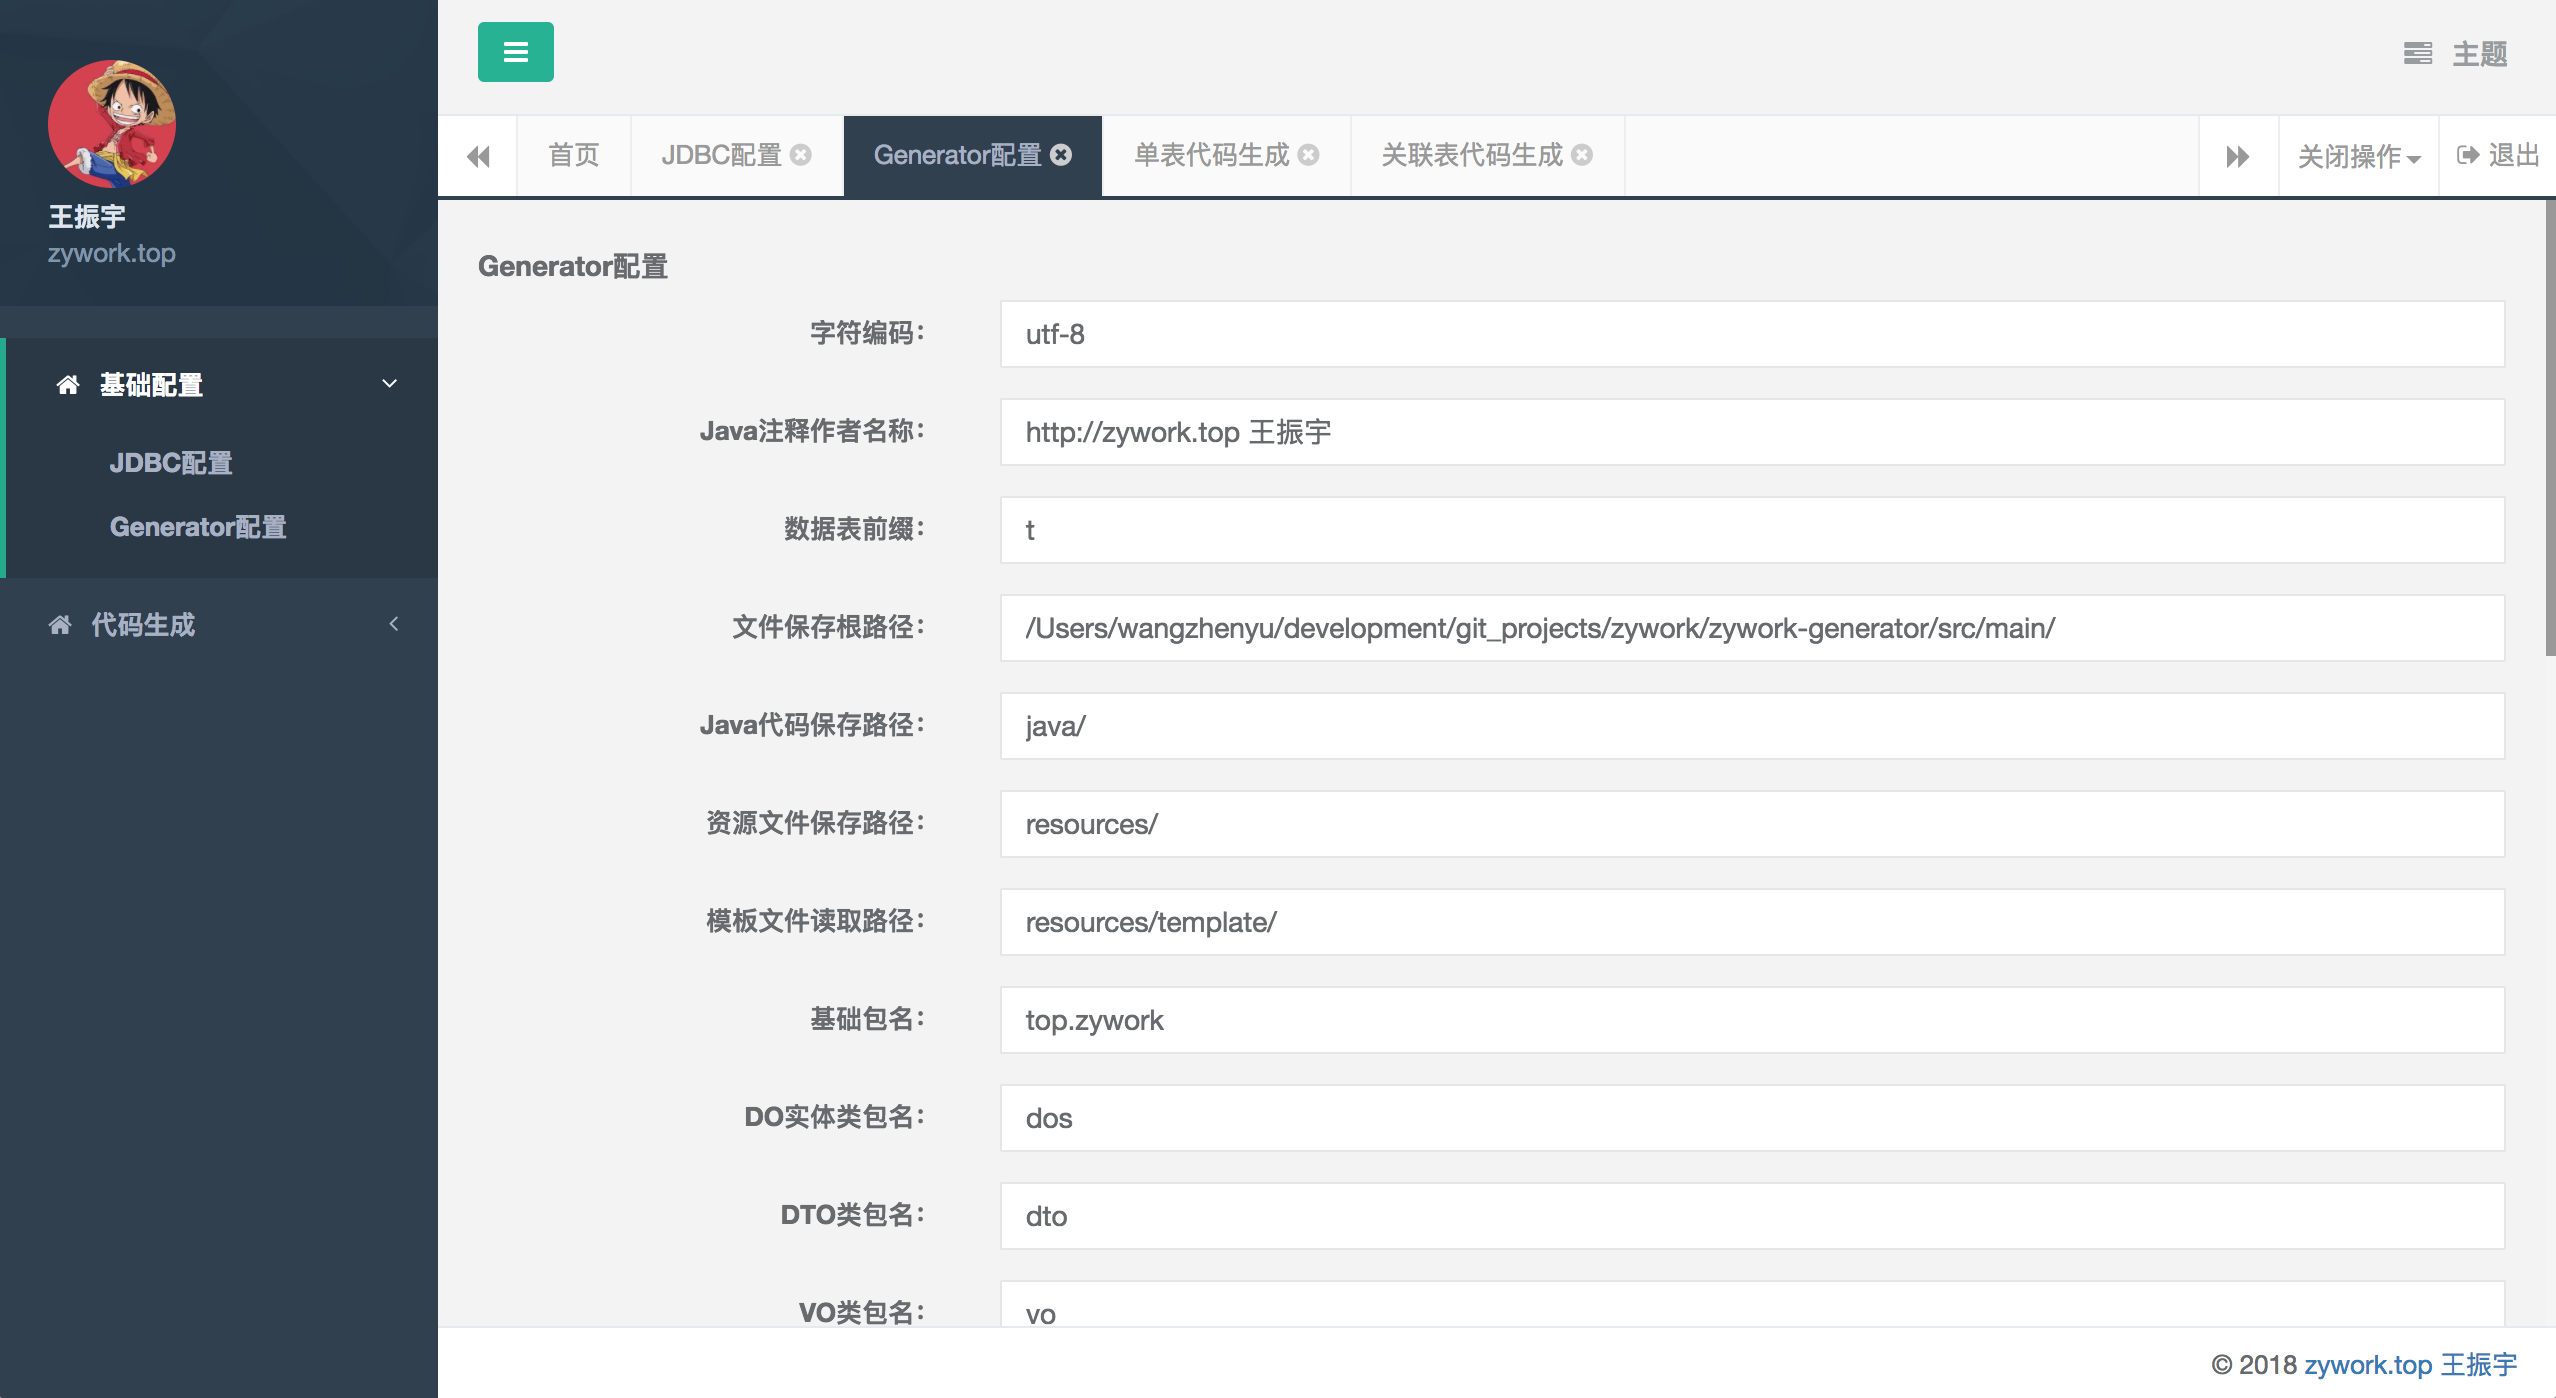 王振宇
zywork.top
基础配置
JDBC配置
Generator配置
代码生成
主题
首页 JDBC配置 Generator配置 单表代码生成 关联表代码生成 关闭操作 退出
Generator配置
字符编码： utf-8
Java注释作者名称： http://zywork.top 王振宇
数据表前缀： t
文件保存根路径： /Users/wangzhenyu/development/git_projects/zywork/zywork-generator/src/main/
Java代码保存路径： java/
资源文件保存路径： resources/
模板文件读取路径： resources/template/
基础包名： top.zywork
DO实体类包名： dos
DTO类包名： dto
VO类包名： vo
© 2018 zywork.top 王振宇